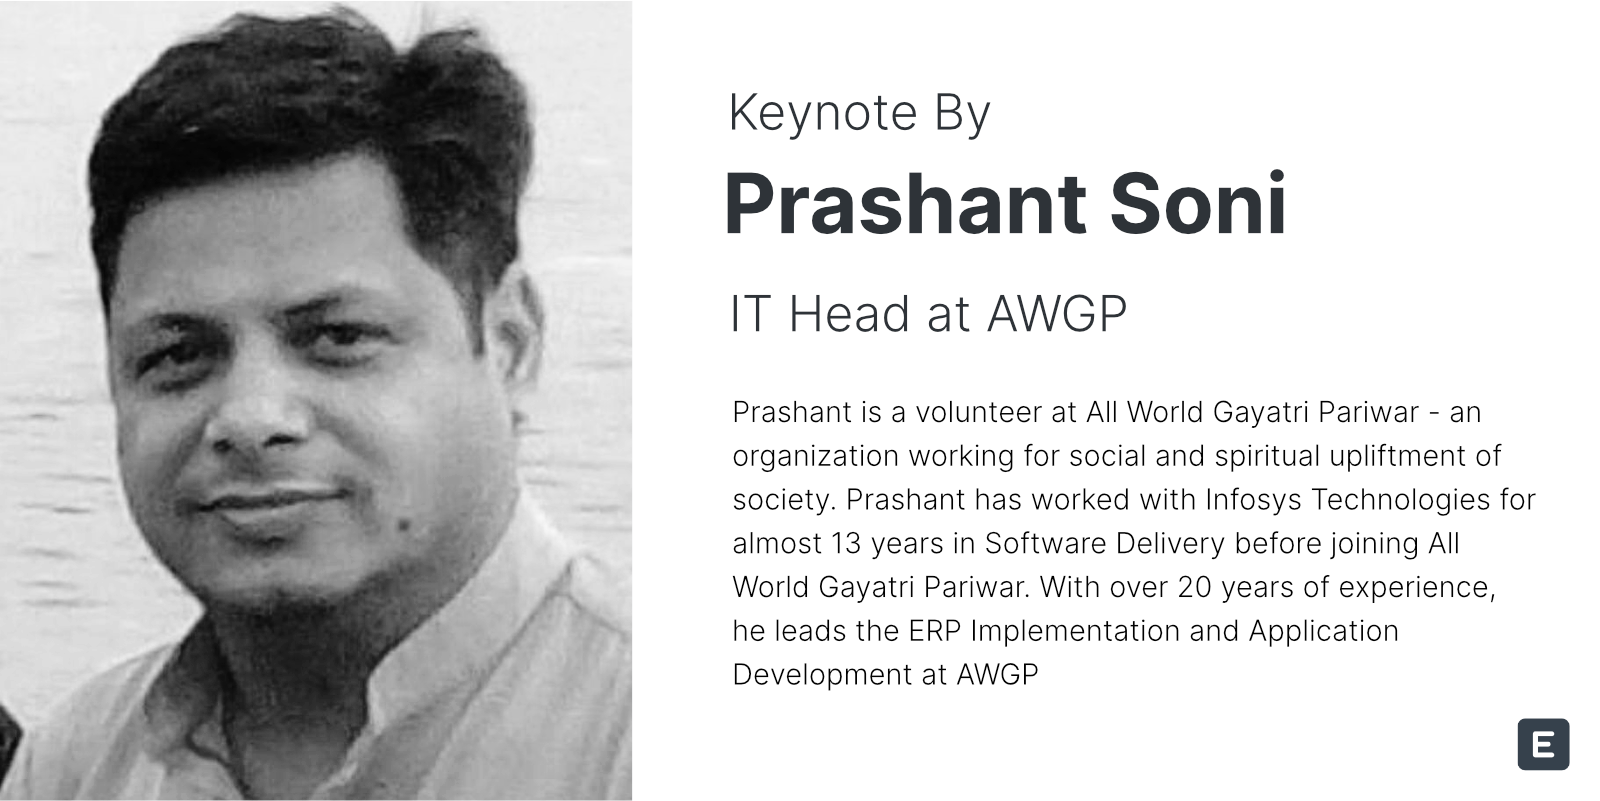 Keynote By
Prashant Soni
IT Head at AWGP
Prashant is a volunteer at All World Gayatri Pariwar - an
organization working for social and spiritual upliftment of
society. Prashant has worked with Infosys Technologies for
almost 13 years in Software Delivery before joining All
World Gayatri Pariwar. With over 20 years of experience,
he leads the ERP Implementation and Application
Development at AWGP
E